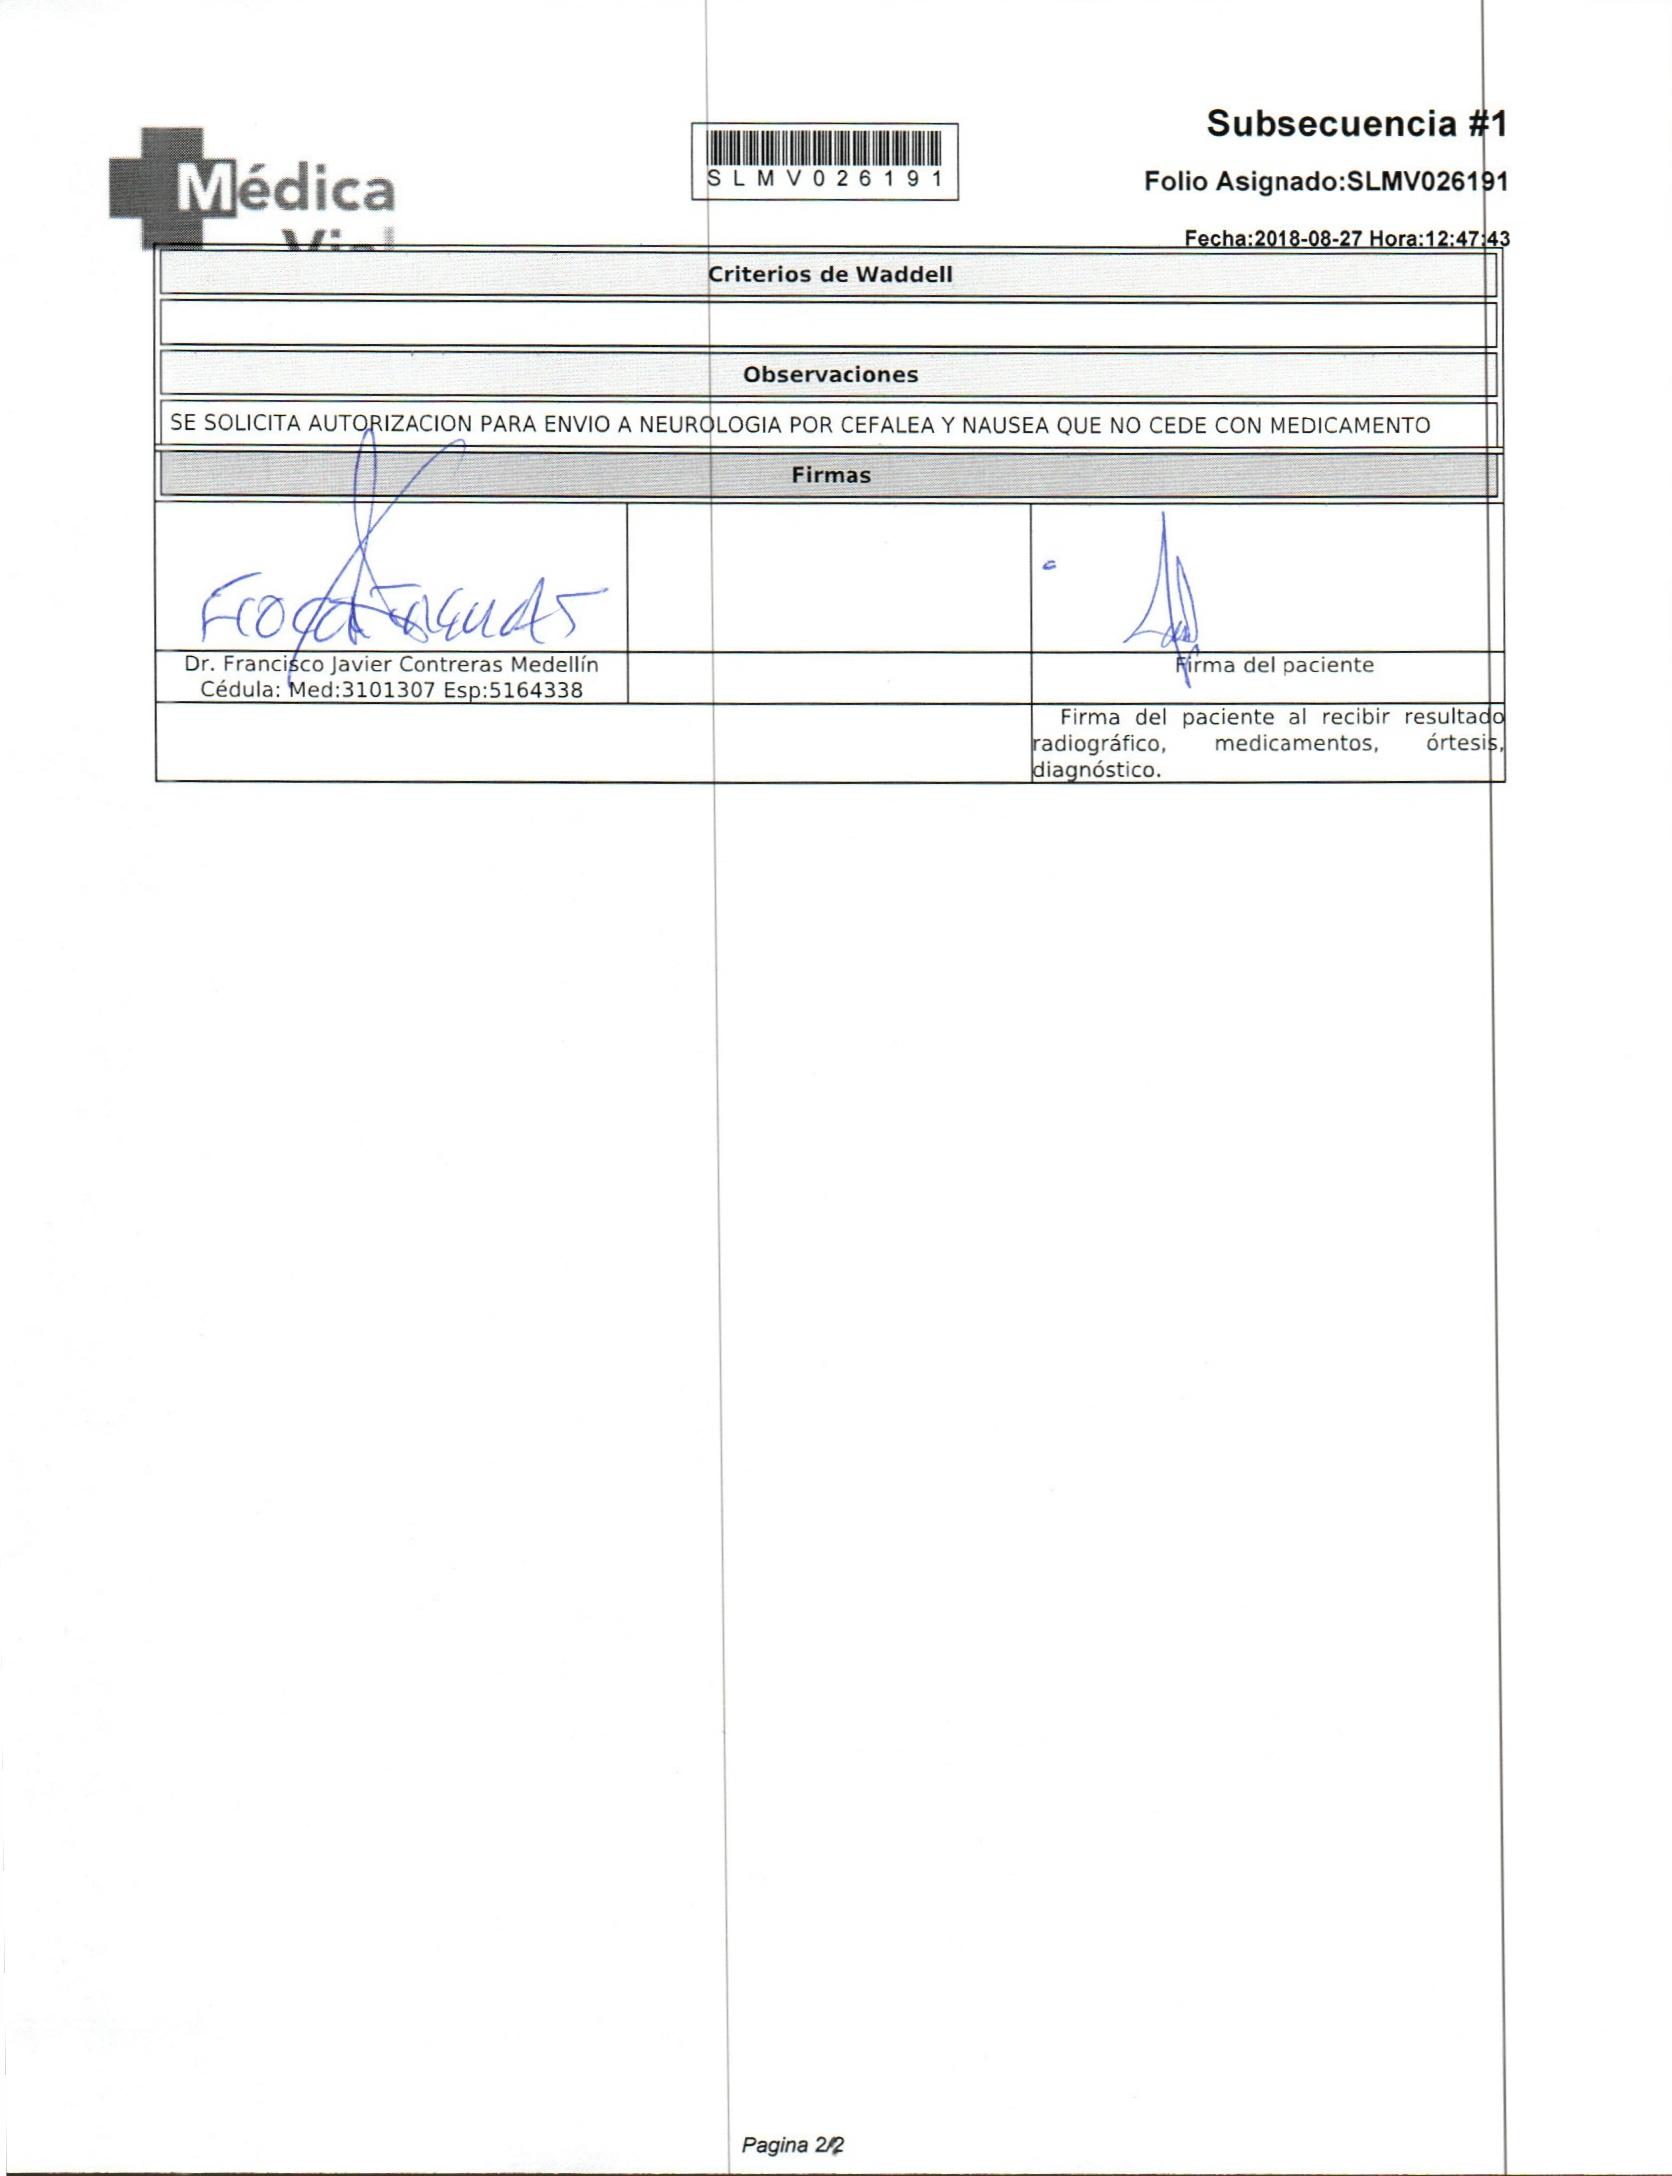 Subsecuencia #1
Médica
Vial
SLMV026191
Folio Asignado:SLMV026191
Fecha:2018-08-27 Hora:12:47:43
Criterios de Waddell
Observaciones
SE SOLICITA AUTORIZACION PARA ENVIO A NEUROLOGIA POR CEFALEA Y NAUSEA QUE NO CEDE CON MEDICAMENTO
Firmas
Dr. Francisco Javier Contreras Medellín
Cédula: Med:3101307 Esp:5164338
Firma del paciente
Firma del paciente al recibir resultado
radiográfico, medicamentos, órtesis,
diagnóstico.
Pagina 2/2